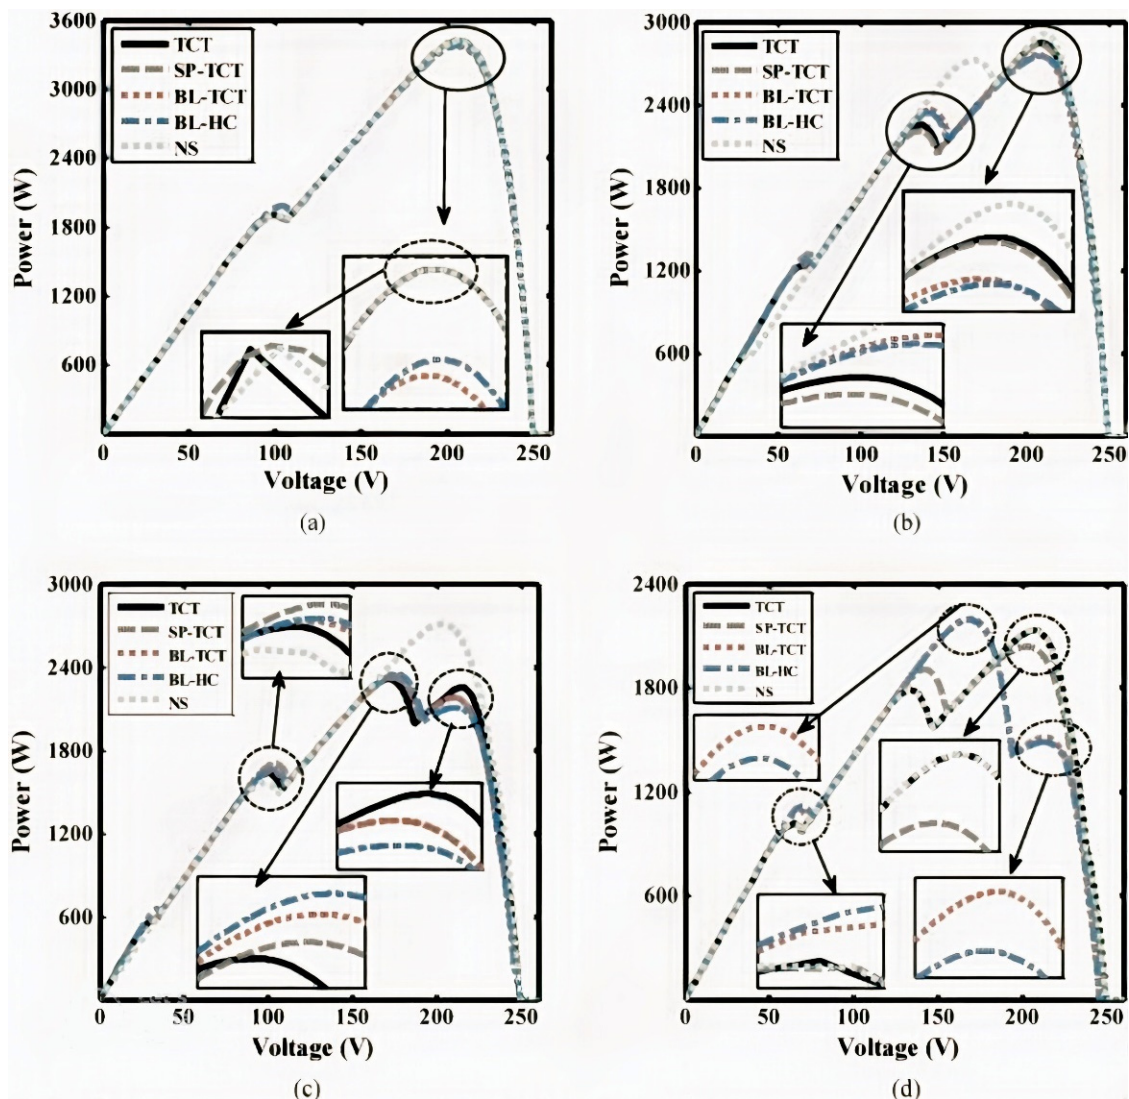 3600
3000
2400
1800
1200
600
0
50
100
150
200
250
Power (W)
Voltage (V)
TCT
SP-TCT
BL-TCT
BL-HC
NS
(a)
3000
2400
1800
1200
600
0
50
100
150
200
250
Power (W)
Voltage (V)
TCT
SP-TCT
BL-TCT
BL-HC
NS
(b)
3000
2400
1800
1200
600
0
50
100
150
200
250
Power (W)
Voltage (V)
TCT
SP-TCT
BL-TCT
BL-HC
NS
(c)
2400
1800
1200
600
0
50
100
150
200
250
Power (W)
Voltage (V)
TCT
SP-TCT
BL-TCT
BL-HC
NS
(d)